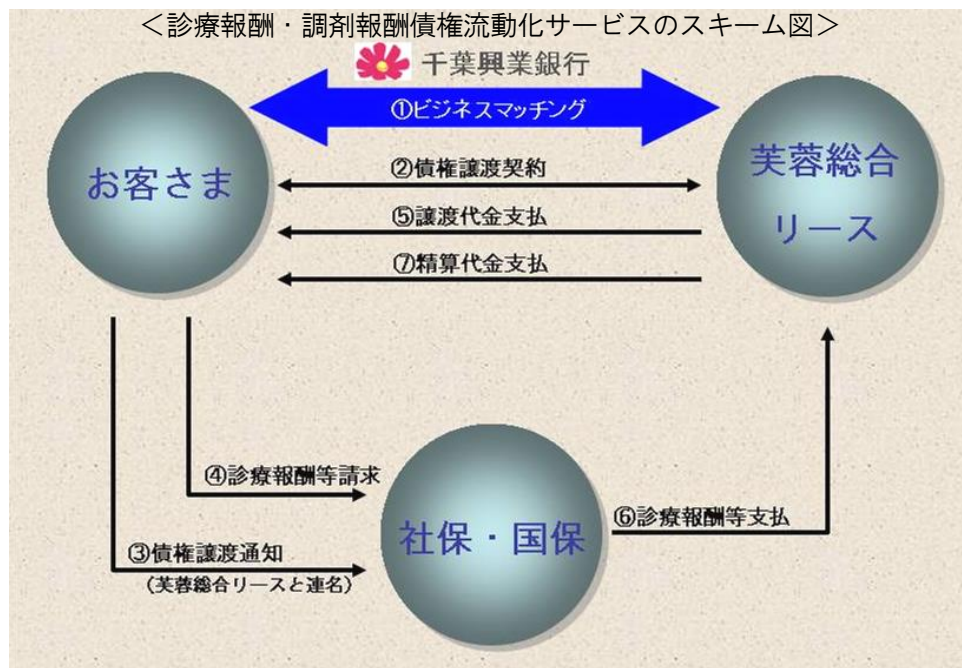 ＜診療報酬・調剤報酬債権流動化サービスのスキーム図＞
千葉興業銀行
①ビジネスマッチング
お客さま
芙蓉総合
リース
②債権譲渡契約
⑤譲渡代金支払
⑦精算代金支払
④診療報酬等請求
社保・国保
⑥診療報酬等支払
③債権譲渡通知
（芙蓉総合リースと連名）